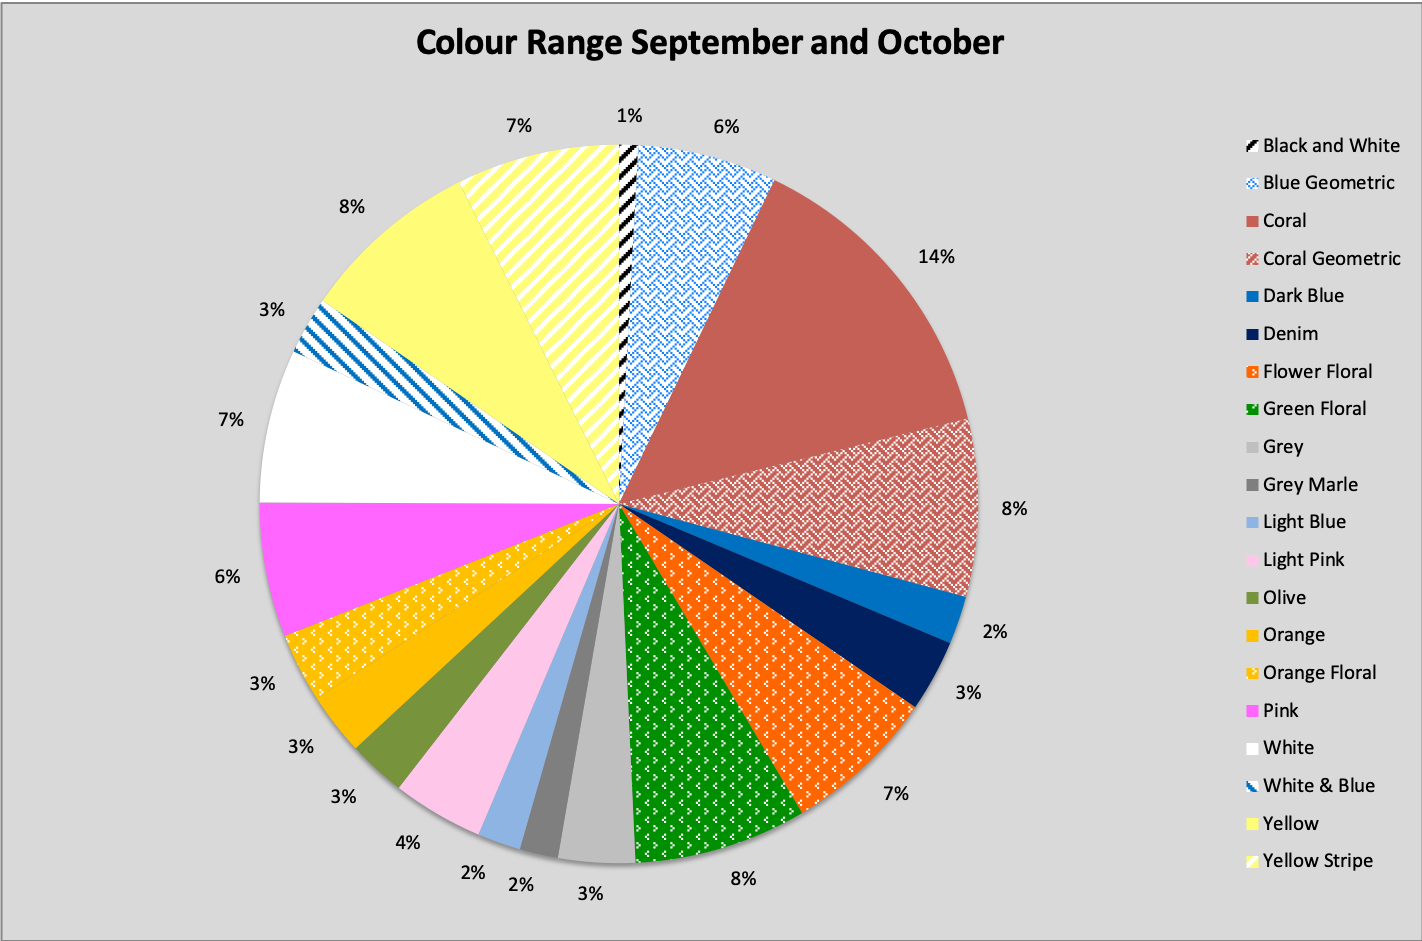 Colour Range September and October
1%
6%
14%
8%
2%
3%
7%
8%
3%
2%
2%
4%
3%
3%
3%
6%
7%
3%
8%
7%
Black and White
Blue Geometric
Coral
Coral Geometric
Dark Blue
Denim
Flower Floral
Green Floral
Grey
Grey Marle
Light Blue
Light Pink
Olive
Orange
Orange Floral
Pink
White
White & Blue
Yellow
Yellow Stripe